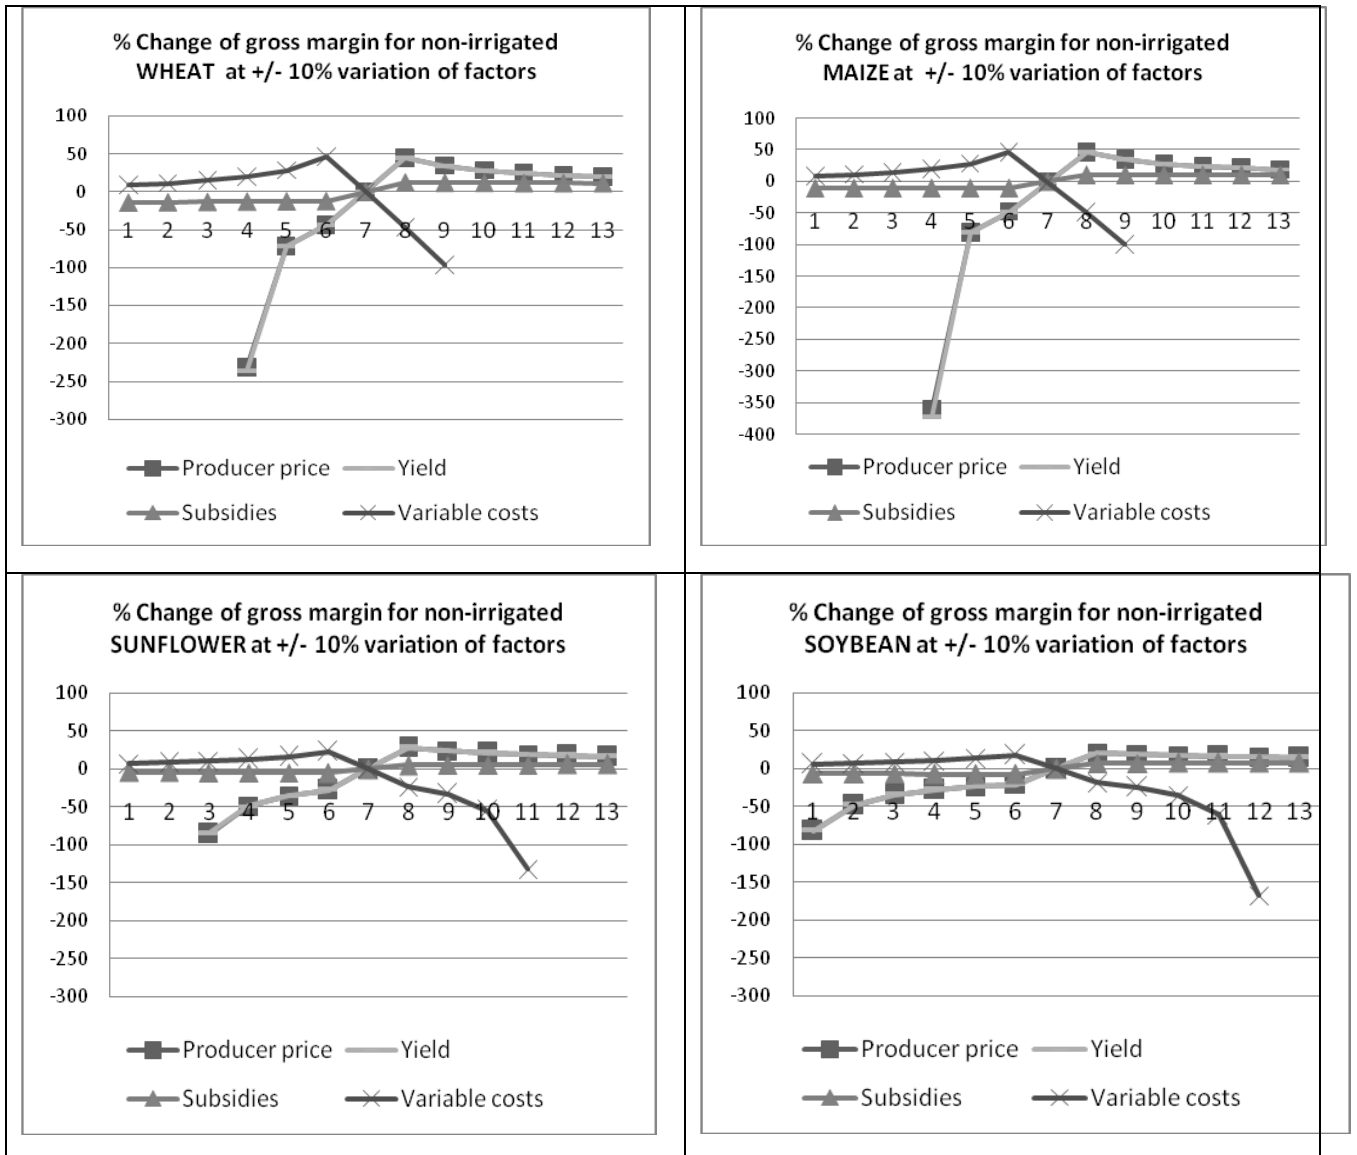 % Change of gross margin for non-irrigated
WHEAT at +/- 10% variation of factors
100
50
0
-50
-100
-150
-200
-250
-300
1 2 3 4 5 6 7 8 9 10 11 12 13
Producer price Yield
Subsidies Variable costs
% Change of gross margin for non-irrigated
MAIZE at +/- 10% variation of factors
100
50
0
-50
-100
-150
-200
-250
-300
-350
-400
1 2 3 4 5 6 7 8 9 10 11 12 13
Producer price Yield
Subsidies Variable costs
% Change of gross margin for non-irrigated
SUNFLOWER at +/- 10% variation of factors
100
50
0
-50
-100
-150
-200
-250
-300
1 2 3 4 5 6 7 8 9 10 11 12 13
Producer price Yield
Subsidies Variable costs
% Change of gross margin for non-irrigated
SOYBEAN at +/- 10% variation of factors
100
50
0
-50
-100
-150
-200
-250
-300
1 2 3 4 5 6 7 8 9 10 11 12 13
Producer price Yield
Subsidies Variable costs